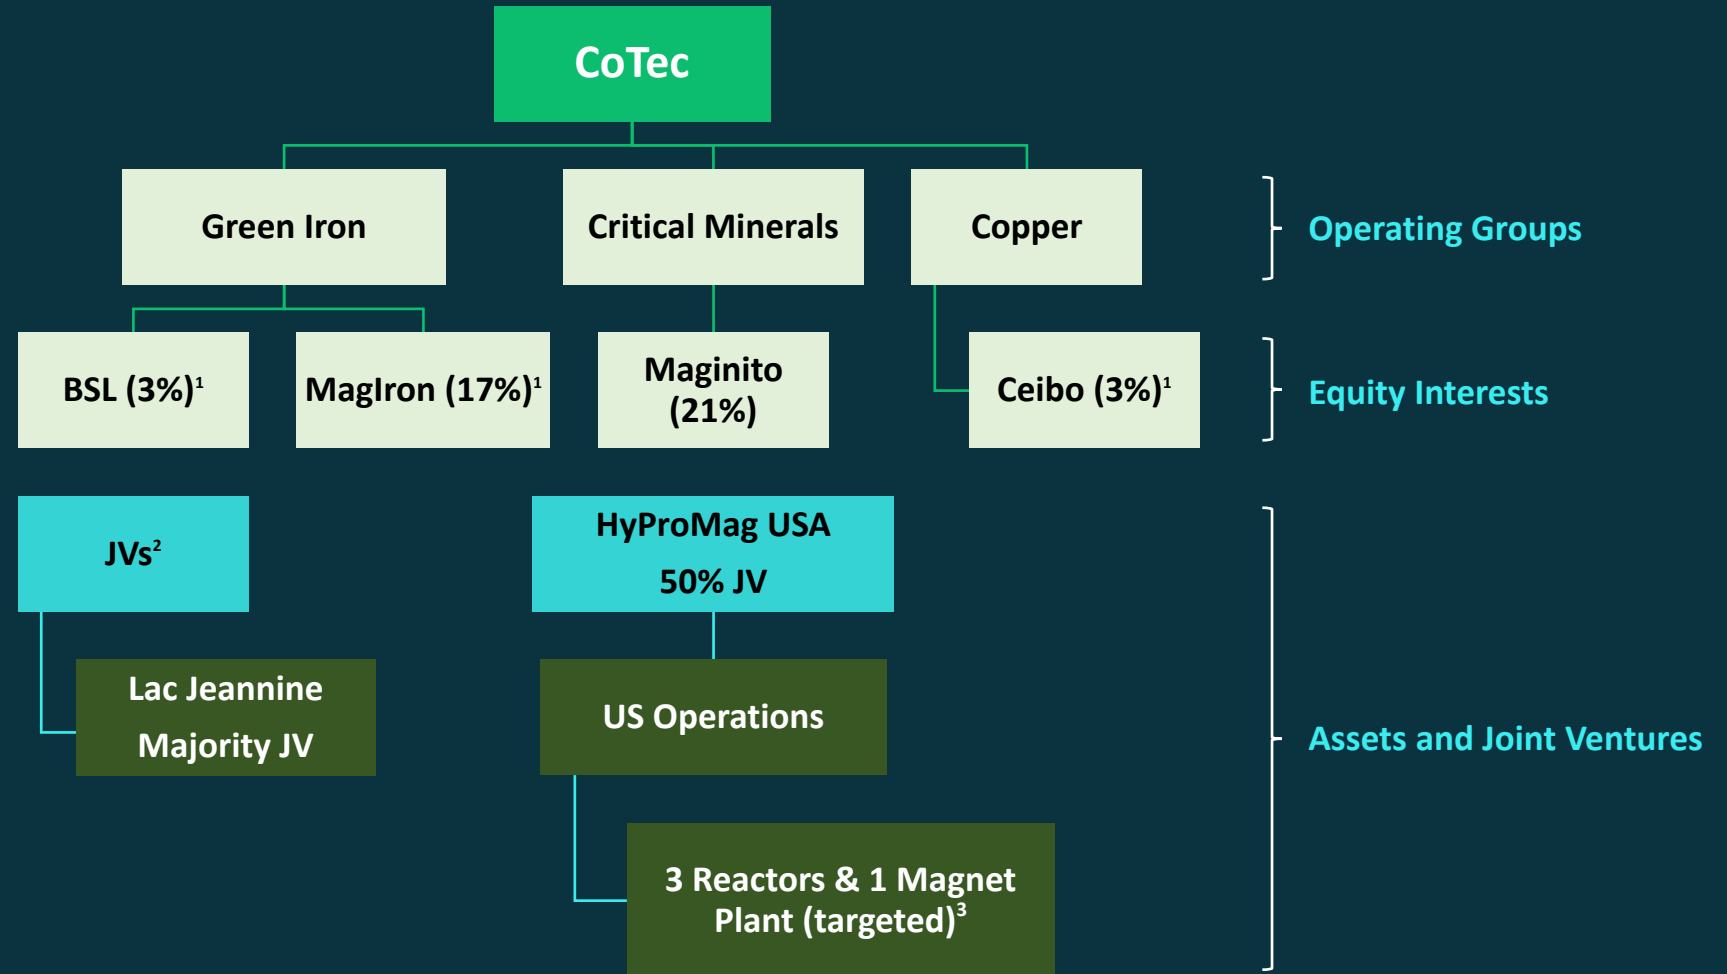 CoTec
Green Iron
Critical Minerals
Copper
Operating Groups
BSL (3%)¹
MagIron (17%)¹
Maginito
(21%)
Ceibo (3%)¹
Equity Interests
JVs²
HyProMag USA
50% JV
Lac Jeannine
Majority JV
US Operations
Assets and Joint Ventures
3 Reactors & 1 Magnet
Plant (targeted)³